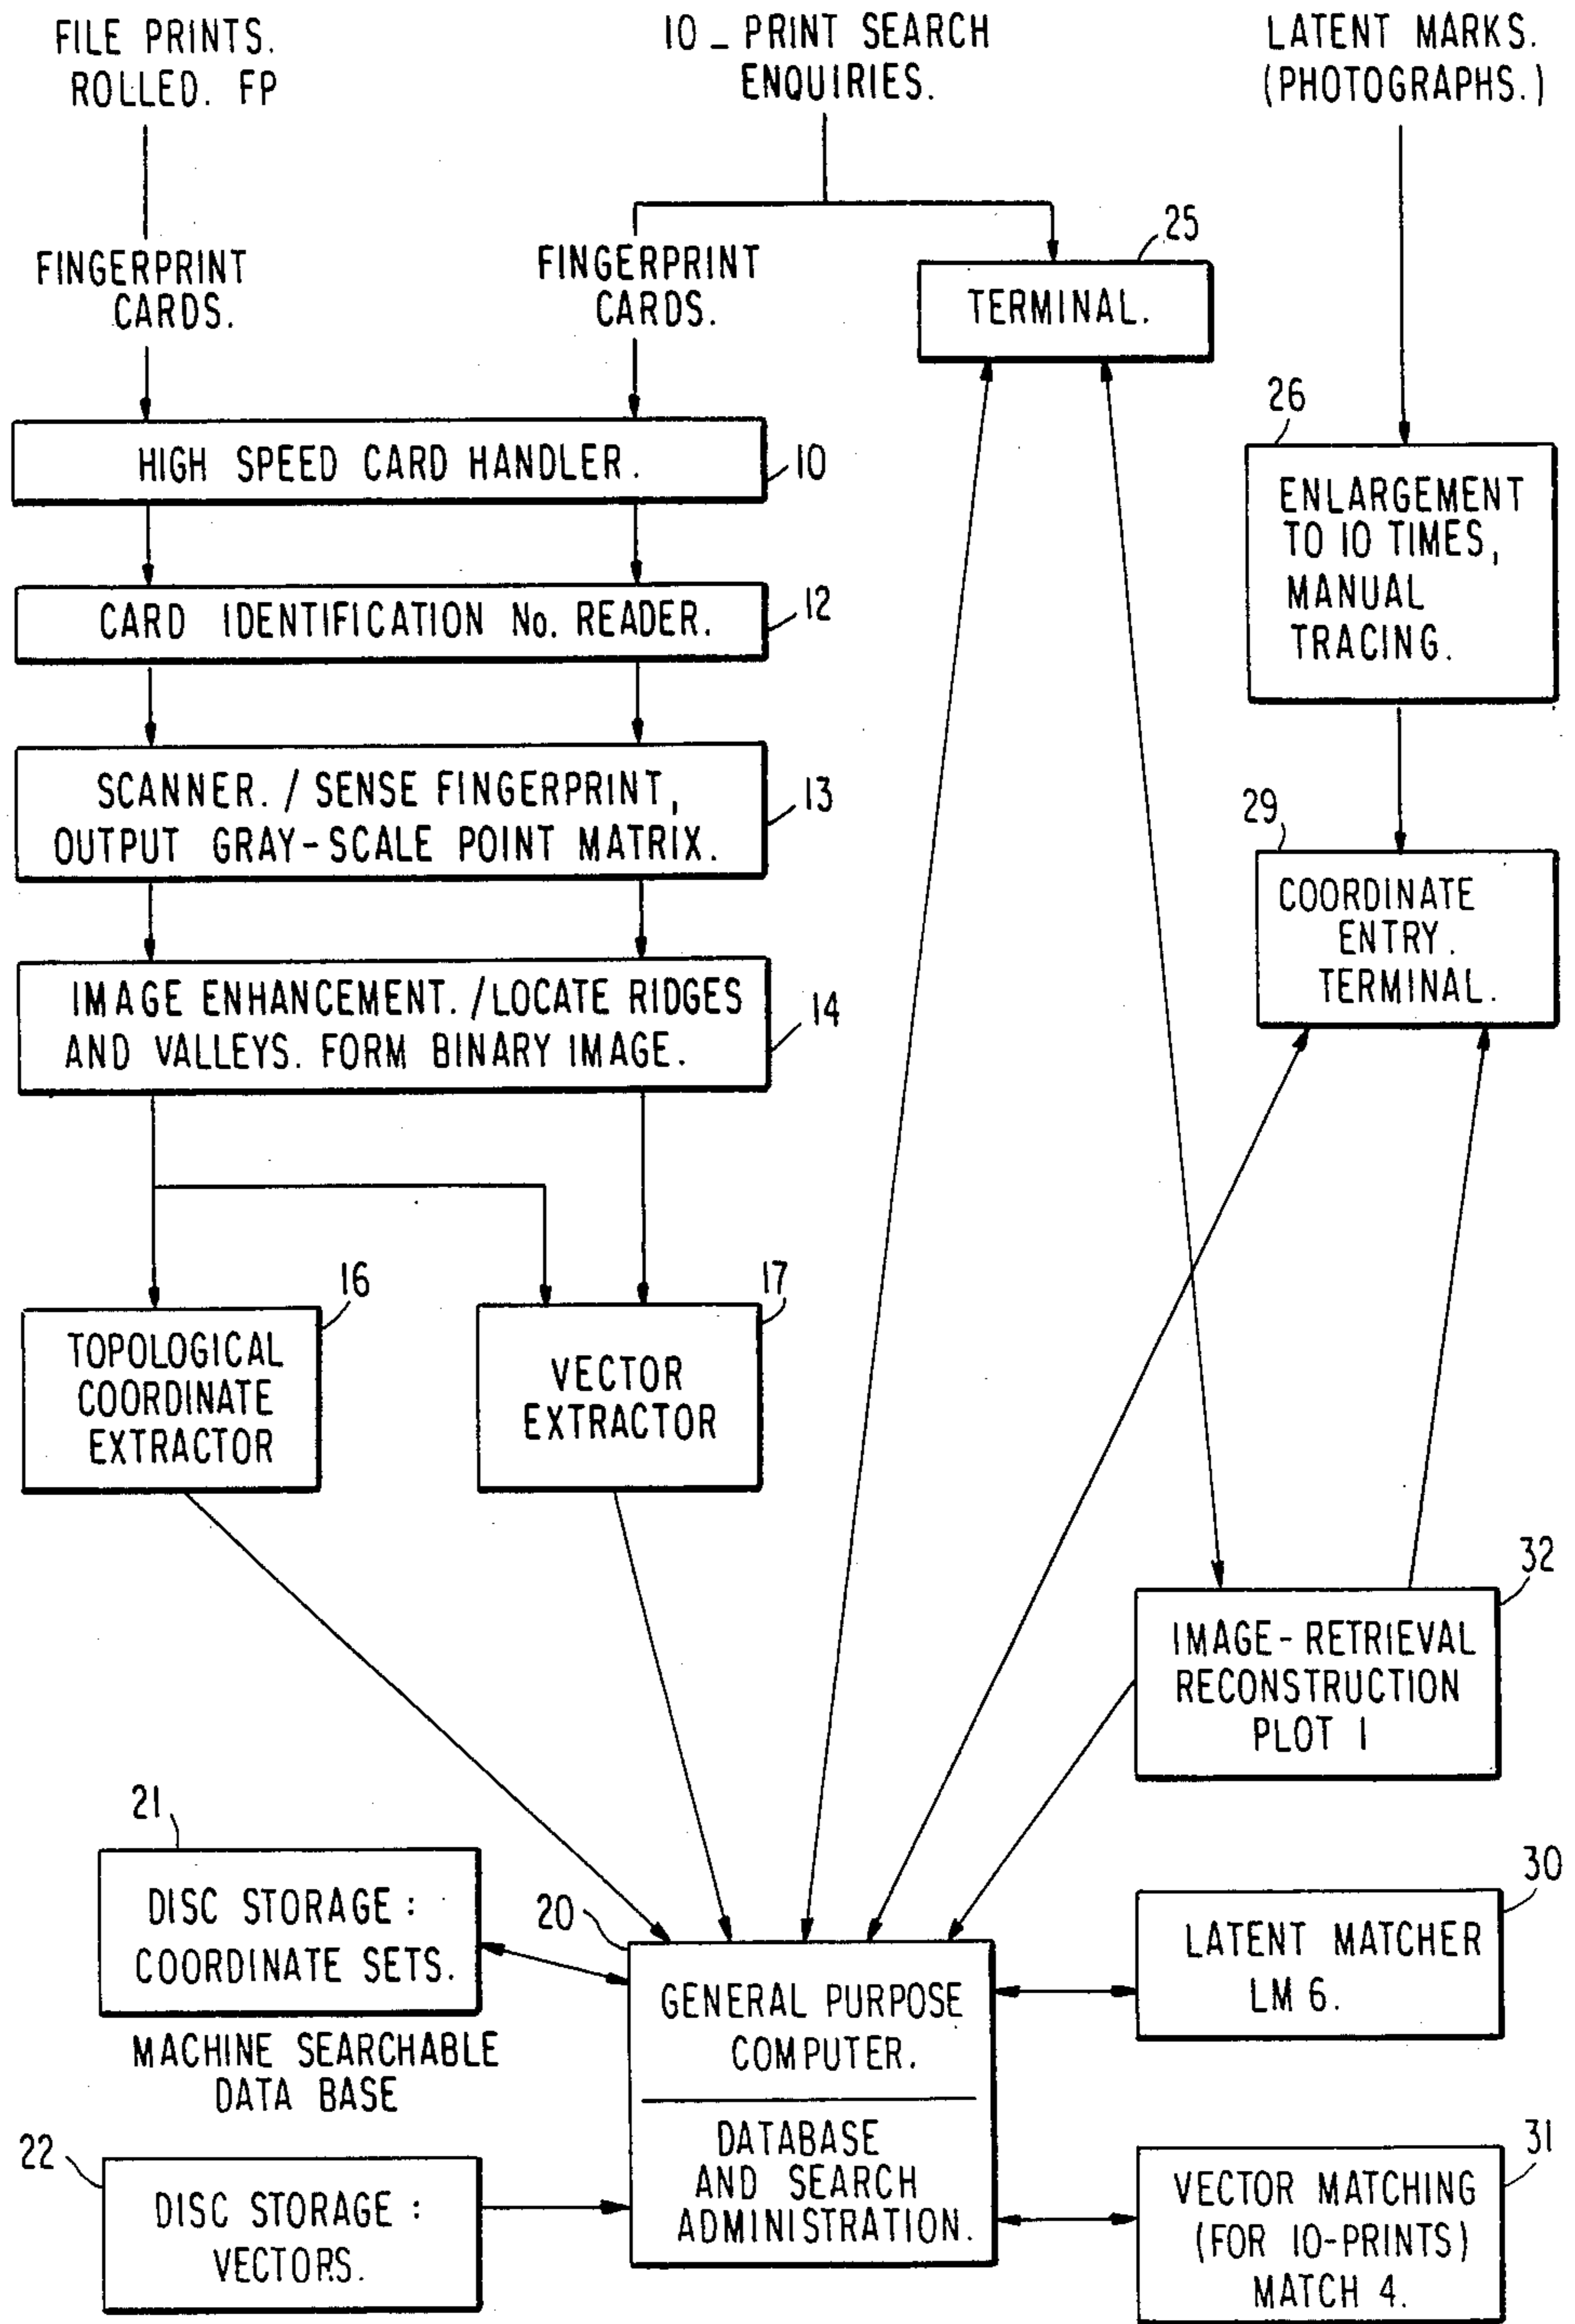 FILE PRINTS.
ROLLED. FP
10 _ PRINT SEARCH
ENQUIRIES.
LATENT MARKS.
(PHOTOGRAPHS.)
FINGERPRINT
CARDS.
FINGERPRINT
CARDS.
25
TERMINAL.
HIGH SPEED CARD HANDLER.
10
26
ENLARGEMENT
TO 10 TIMES,
MANUAL
TRACING.
CARD IDENTIFICATION No. READER.
12
SCANNER. / SENSE FINGERPRINT,
OUTPUT GRAY-SCALE POINT MATRIX.
13
29
COORDINATE
ENTRY.
TERMINAL.
IMAGE ENHANCEMENT. /LOCATE RIDGES
AND VALLEYS. FORM BINARY IMAGE.
14
16
TOPOLOGICAL
COORDINATE
EXTRACTOR
17
VECTOR
EXTRACTOR
32
IMAGE-RETRIEVAL
RECONSTRUCTION
PLOT 1
21
DISC STORAGE :
COORDINATE SETS.
MACHINE SEARCHABLE
DATA BASE
22
DISC STORAGE :
VECTORS.
20
GENERAL PURPOSE
COMPUTER.
DATABASE
AND SEARCH
ADMINISTRATION.
30
LATENT MATCHER
LM 6.
31
VECTOR MATCHING
(FOR 10-PRINTS)
MATCH 4.